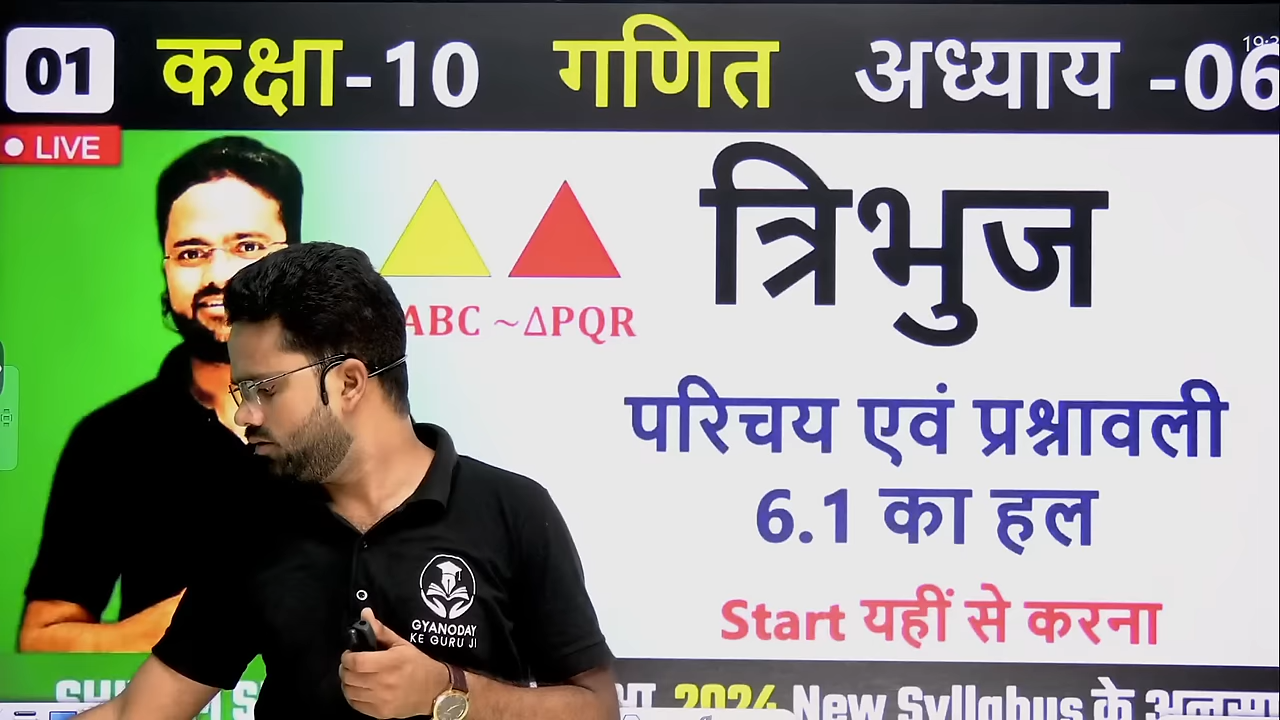 01 कक्षा-10 गणित अध्याय -06
LIVE
त्रिभुज
ABC ~ΔPQR
परिचय एवं प्रश्नावली
6.1 का हल
GYANODAY
KE GURU JI
Start यहीं से करना
2024 New Syllabus के